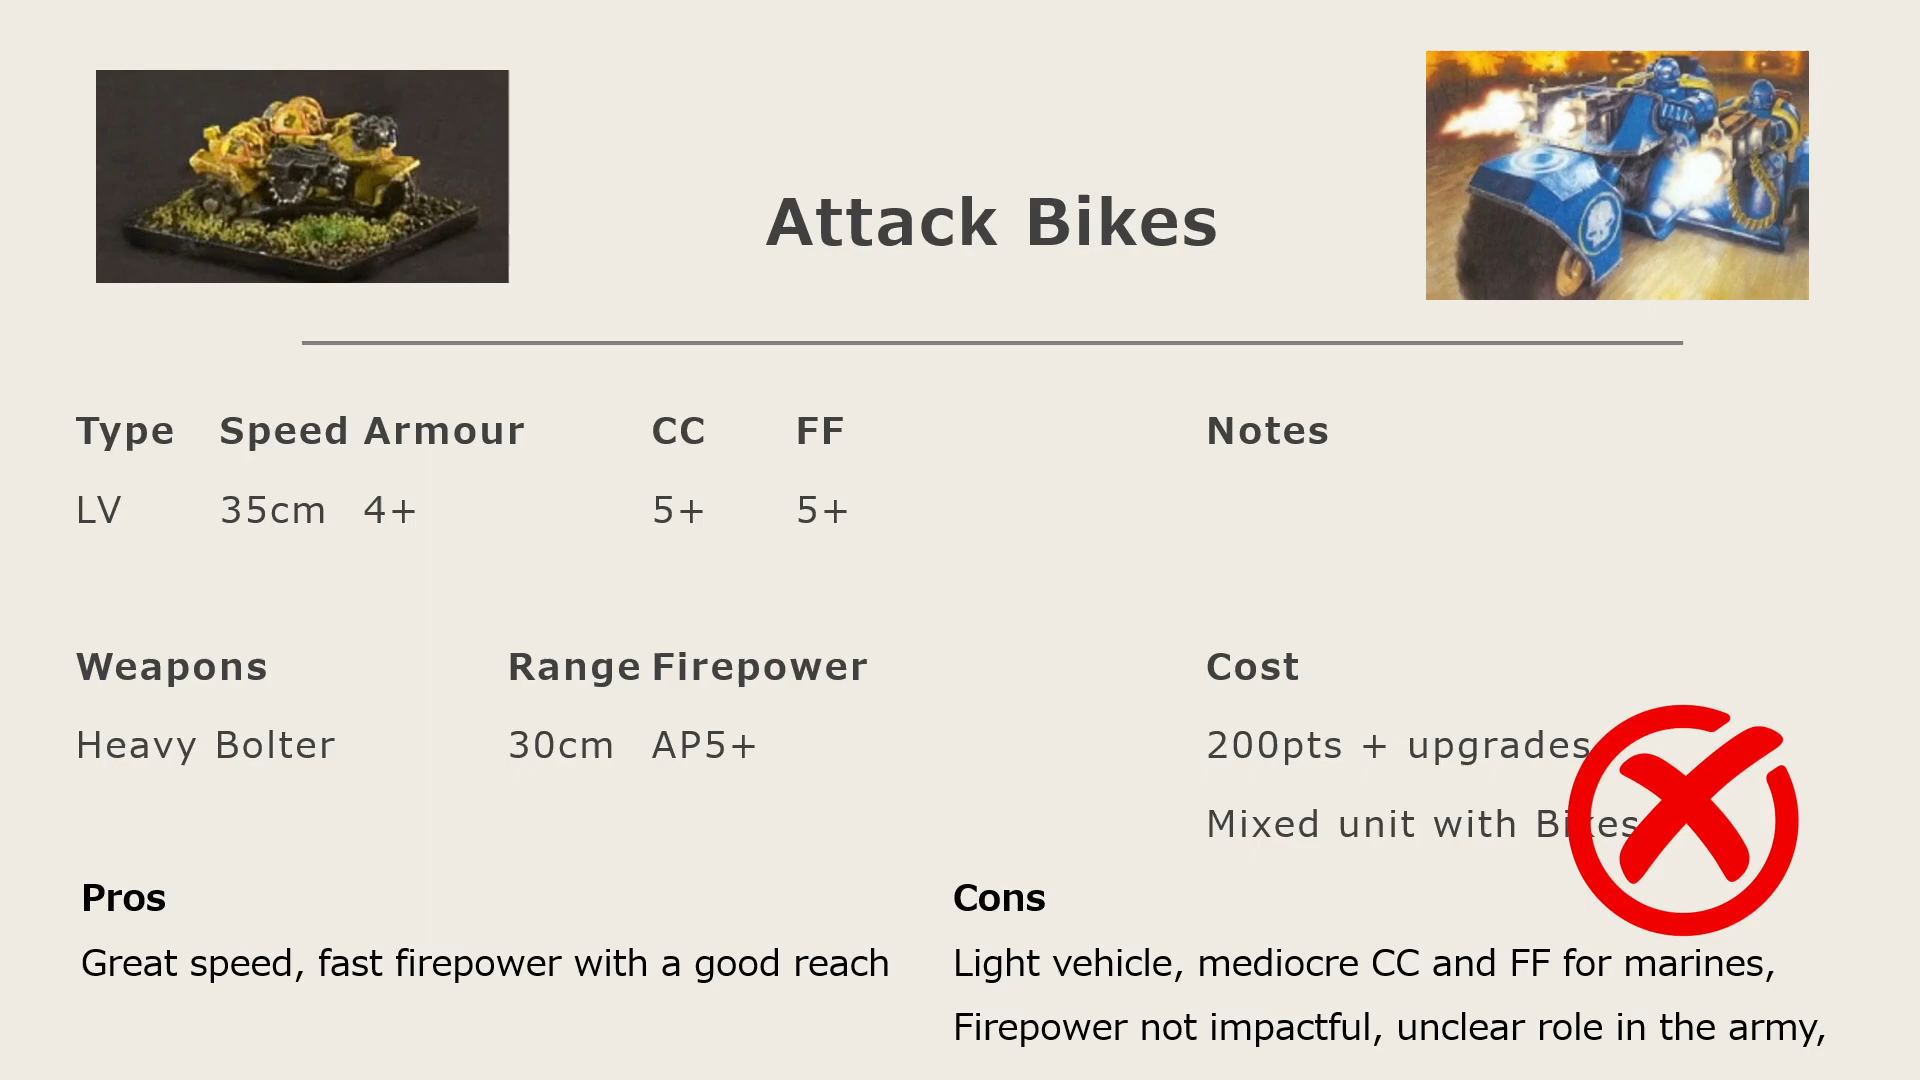 Attack Bikes
Type Speed Armour CC FF Notes
LV 35cm 4+ 5+ 5+
Weapons Range Firepower Cost
Heavy Bolter 30cm AP5+ 200pts + upgrades
Mixed unit with Bikes
Pros Cons
Great speed, fast firepower with a good reach Light vehicle, mediocre CC and FF for marines,
Firepower not impactful, unclear role in the army,